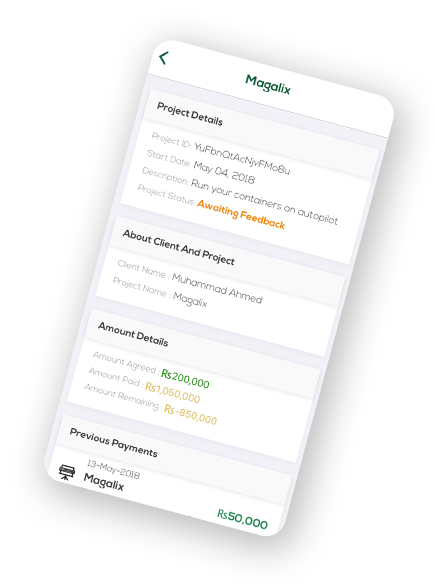 Magalix
Project Details
Project ID: YuFbnQtAcNjvFMoBu
Start Date: May 04, 2018
Description: Run your containers on autopilot
Project Status: Awaiting Feedback
About Client And Project
Client Name : Muhammad Ahmed
Project Name : Magalix
Amount Details
Amount Agreed : Rs200,000
Amount Paid : Rs1,050,000
Amount Remaining : Rs-850,000
Previous Payments
13-May-2018
Magalix
Rs50,000